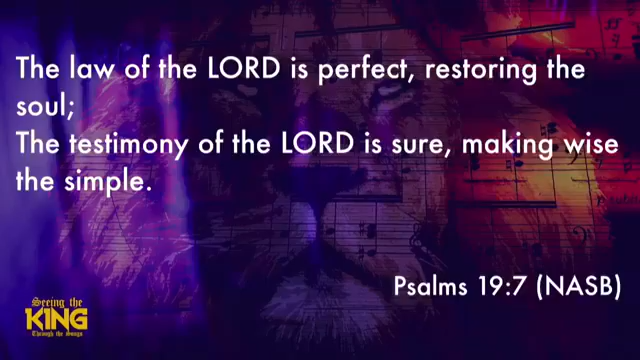 The law of the LORD is perfect, restoring the
soul;
The testimony of the LORD is sure, making wise
the simple.
Psalms 19:7 (NASB)
Seeing the
KING
Through the Songs